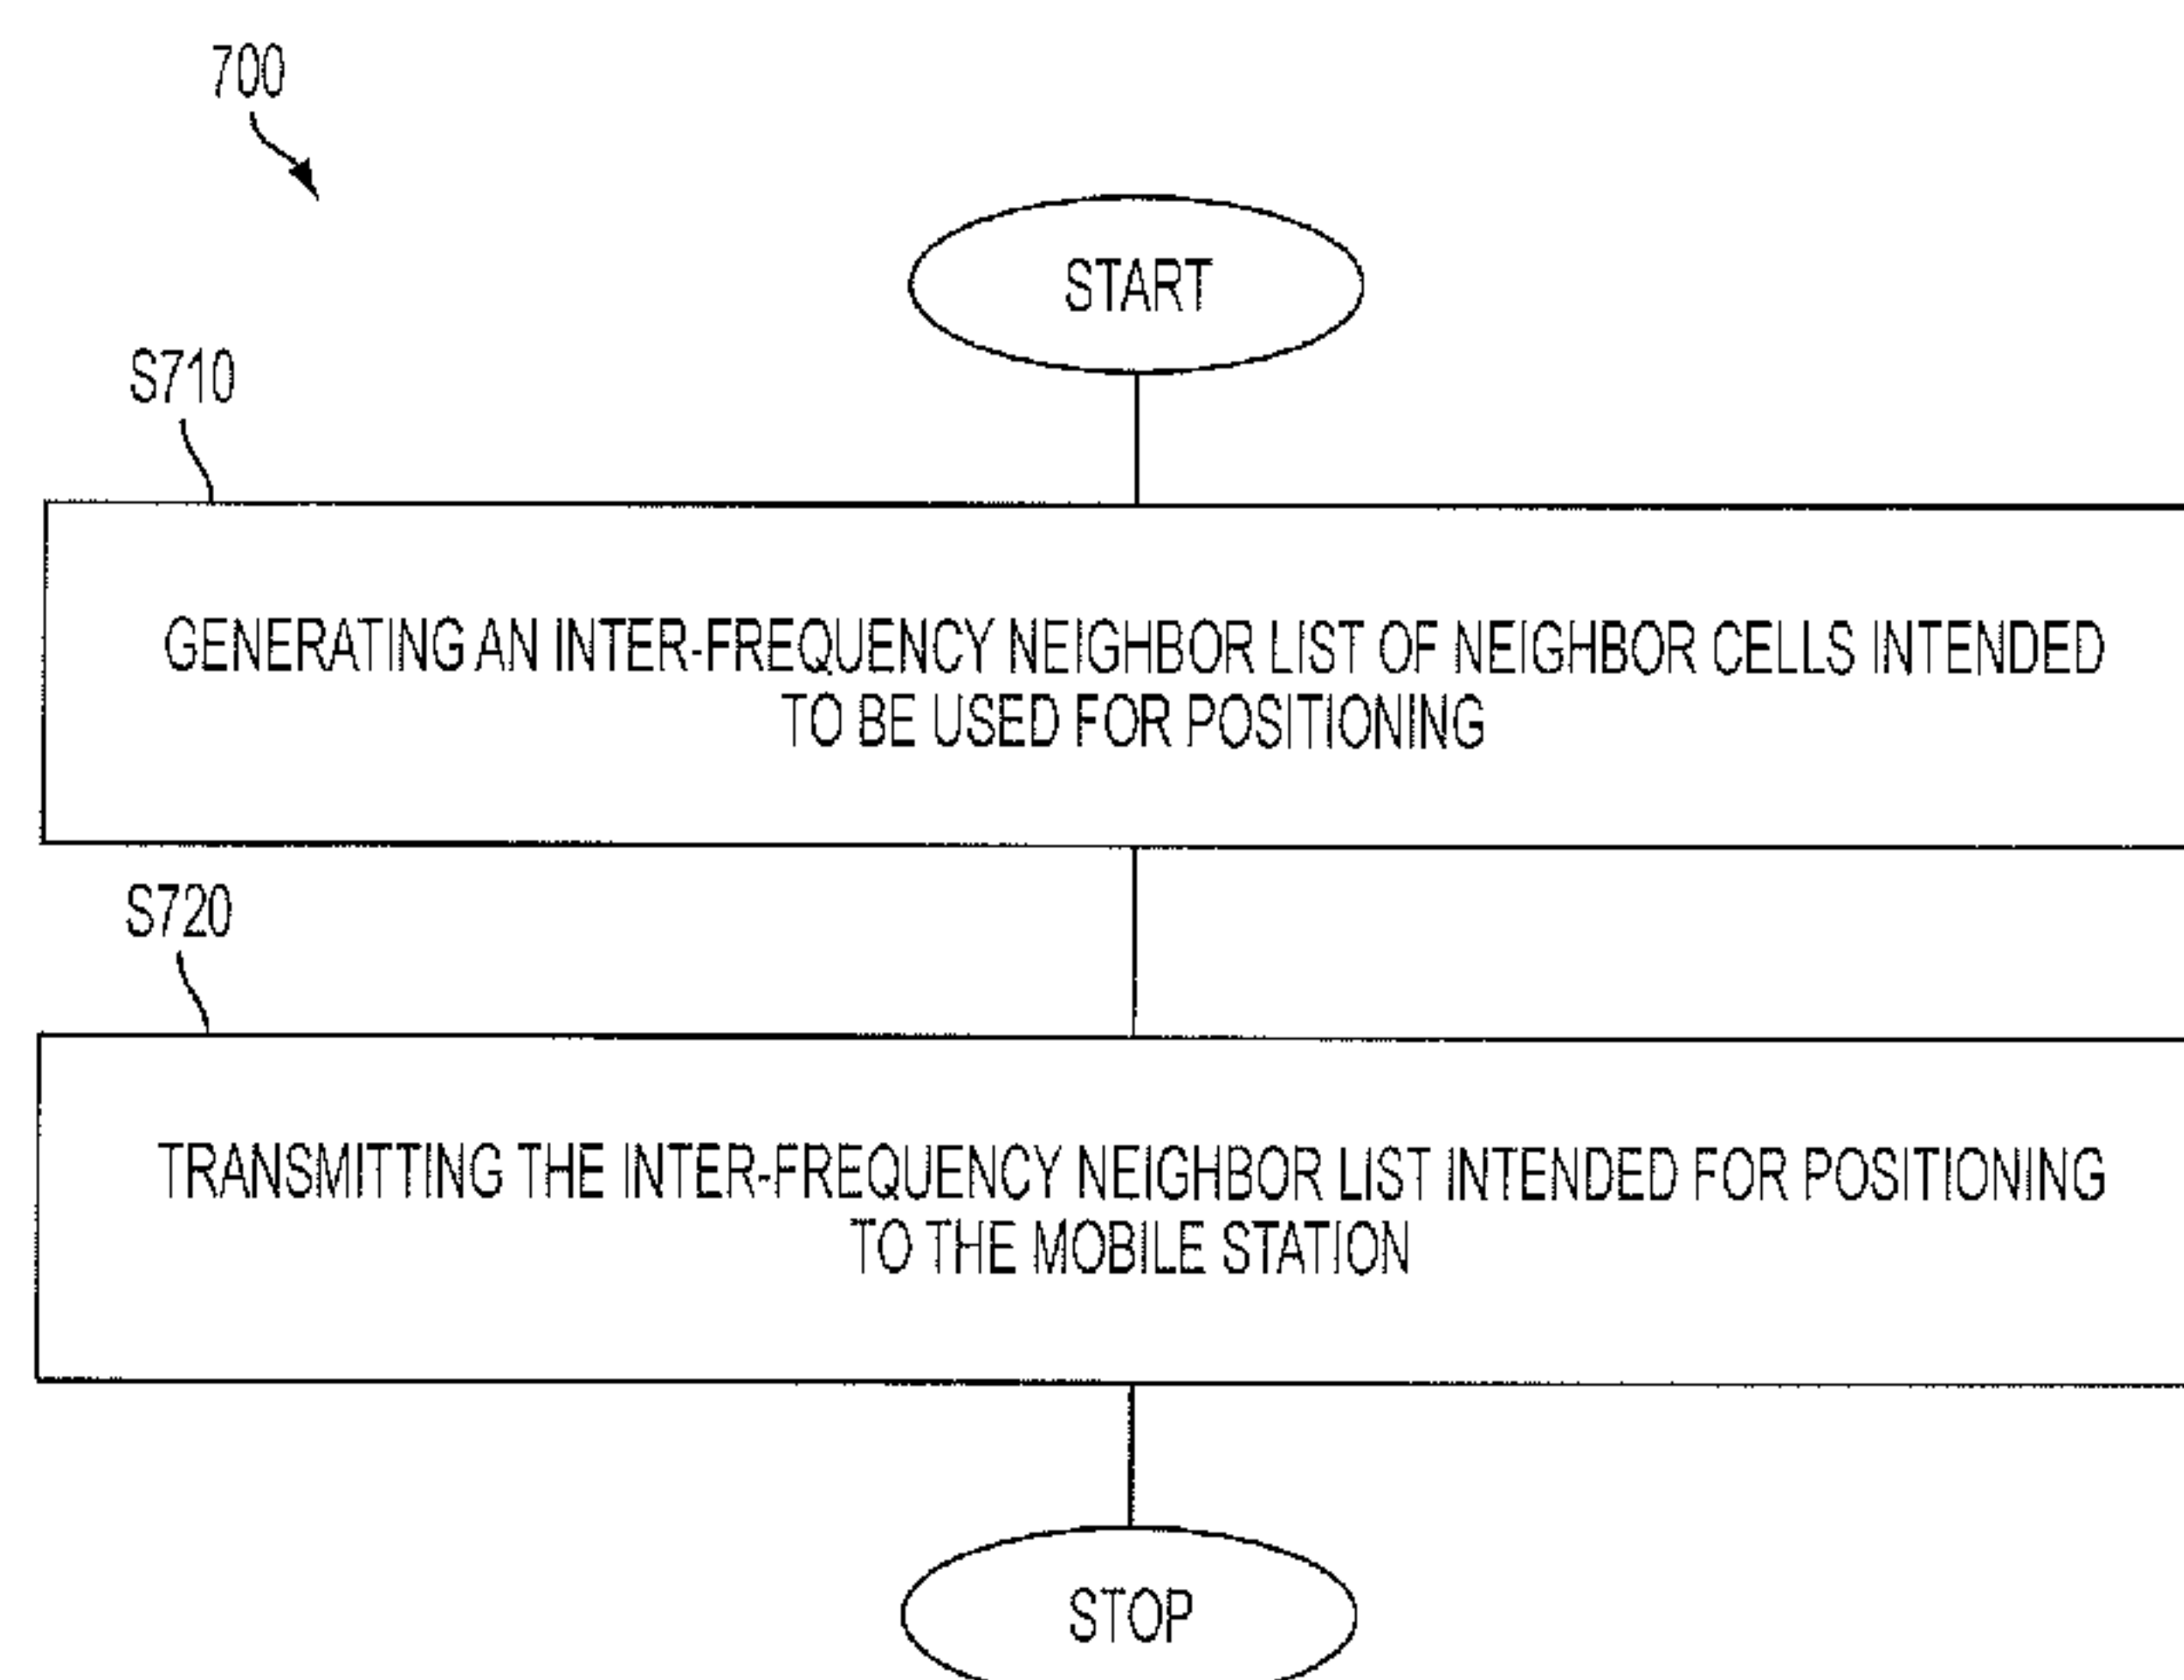 700
START
S710
GENERATING AN INTER-FREQUENCY NEIGHBOR LIST OF NEIGHBOR CELLS INTENDED
TO BE USED FOR POSITIONING
S720
TRANSMITTING THE INTER-FREQUENCY NEIGHBOR LIST INTENDED FOR POSITIONING
TO THE MOBILE STATION
STOP